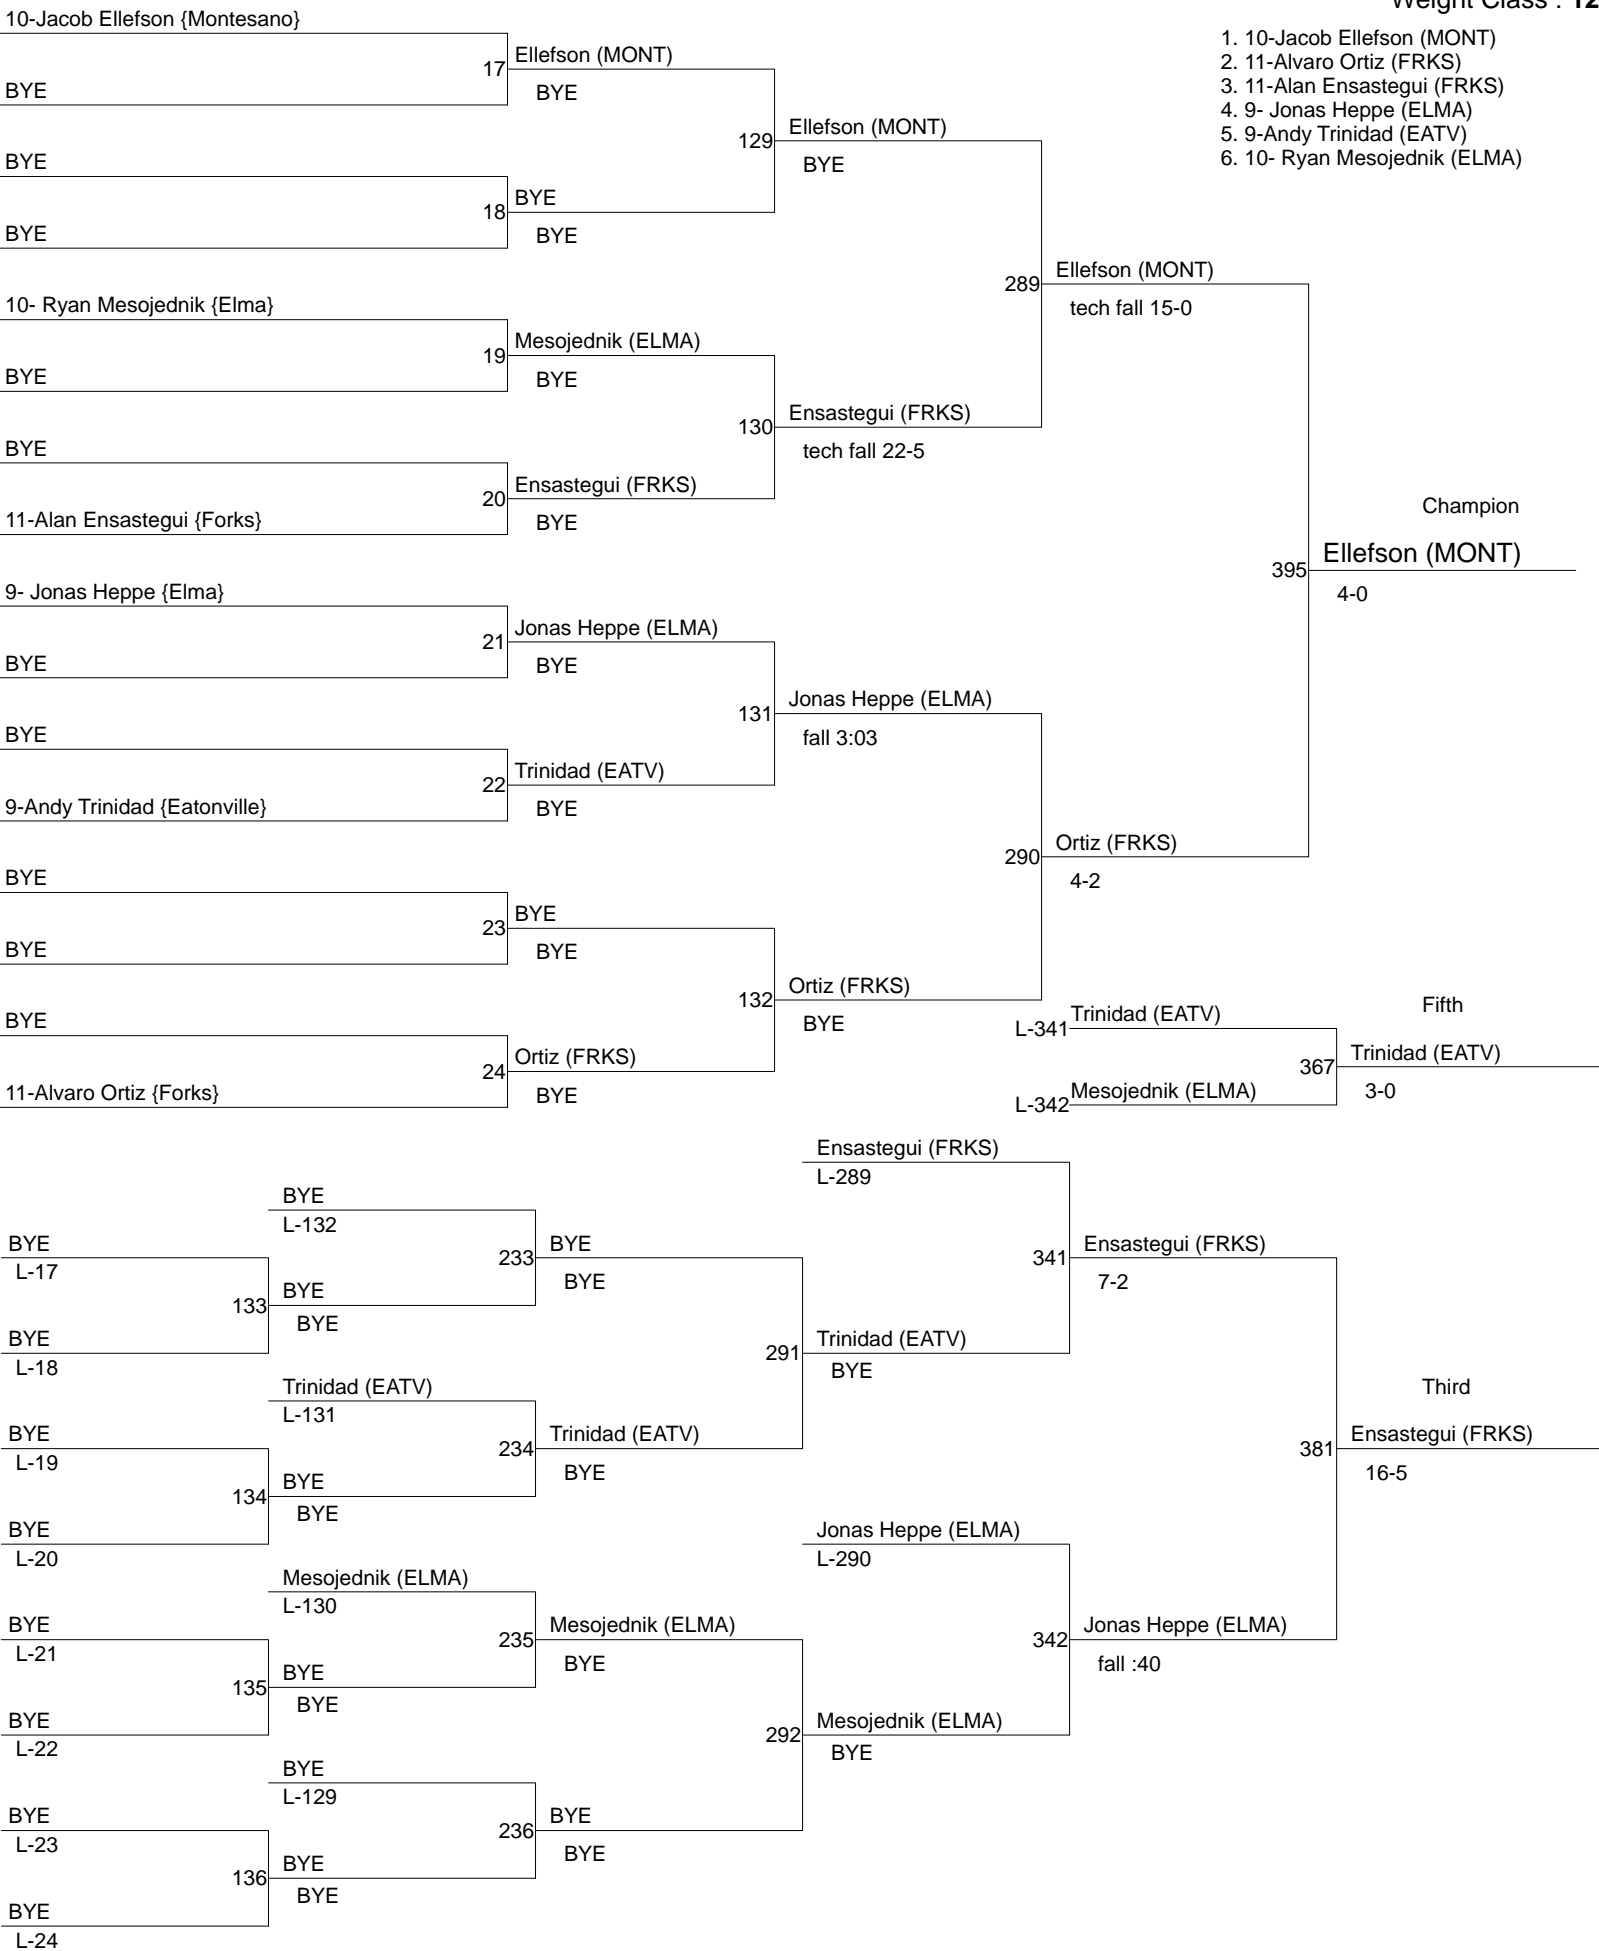 Weight Class : 12
10-Jacob Ellefson {Montesano}
1. 10-Jacob Ellefson (MONT)
2. 11-Alvaro Ortiz (FRKS)
3. 11-Alan Ensastegui (FRKS)
4. 9- Jonas Heppe (ELMA)
5. 9-Andy Trinidad (EATV)
6. 10- Ryan Mesojednik (ELMA)
17 Ellefson (MONT)
BYE
BYE
129 Ellefson (MONT)
BYE
BYE
18 BYE
BYE
BYE
289 Ellefson (MONT)
tech fall 15-0
10- Ryan Mesojednik {Elma}
19 Mesojednik (ELMA)
BYE
BYE
130 Ensastegui (FRKS)
tech fall 22-5
BYE
20 Ensastegui (FRKS)
BYE
11-Alan Ensastegui {Forks}
Champion
395 Ellefson (MONT)
4-0
9- Jonas Heppe {Elma}
21 Jonas Heppe (ELMA)
BYE
BYE
131 Jonas Heppe (ELMA)
fall 3:03
BYE
22 Trinidad (EATV)
BYE
9-Andy Trinidad {Eatonville}
290 Ortiz (FRKS)
4-2
BYE
23 BYE
BYE
BYE
132 Ortiz (FRKS)
BYE
BYE
24 Ortiz (FRKS)
BYE
11-Alvaro Ortiz {Forks}
Fifth
L-341 Trinidad (EATV)
367 Trinidad (EATV)
3-0
L-342 Mesojednik (ELMA)
Ensastegui (FRKS)
L-289
BYE
L-132
BYE
L-17
233 BYE
BYE
341 Ensastegui (FRKS)
7-2
133 BYE
BYE
BYE
L-18
291 Trinidad (EATV)
BYE
Trinidad (EATV)
L-131
Third
BYE
L-19
234 Trinidad (EATV)
BYE
381 Ensastegui (FRKS)
16-5
134 BYE
BYE
BYE
L-20
Jonas Heppe (ELMA)
L-290
Mesojednik (ELMA)
L-130
BYE
L-21
235 Mesojednik (ELMA)
BYE
342 Jonas Heppe (ELMA)
fall :40
135 BYE
BYE
BYE
L-22
292 Mesojednik (ELMA)
BYE
BYE
L-129
BYE
L-23
236 BYE
BYE
136 BYE
BYE
BYE
L-24